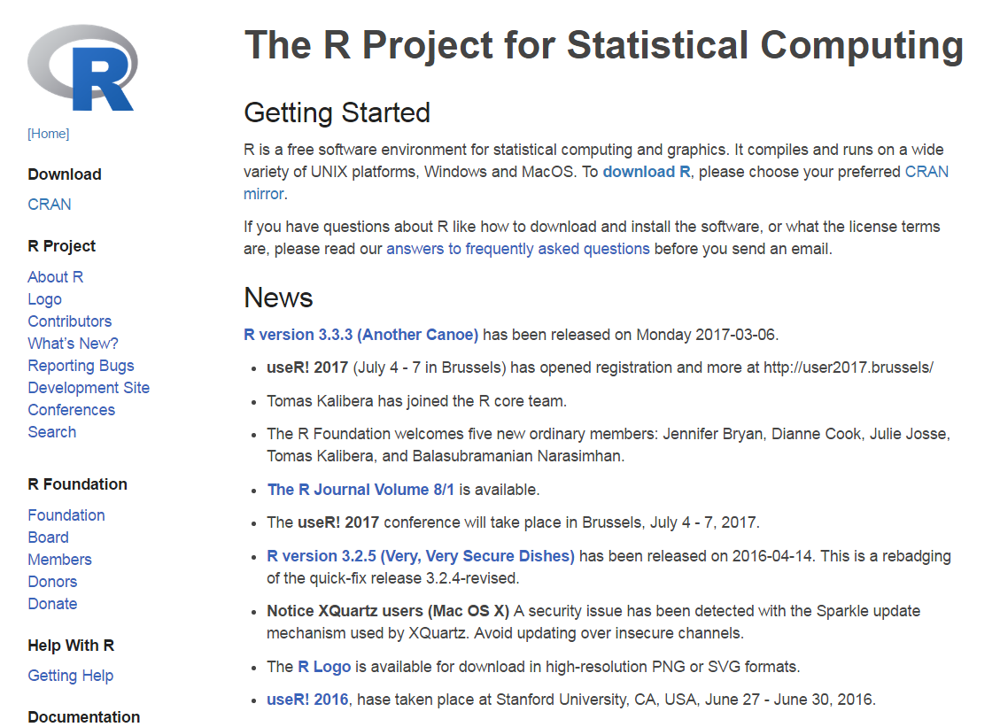 R
[Home]
Download
CRAN
R Project
About R
Logo
Contributors
What's New?
Reporting Bugs
Development Site
Conferences
Search
R Foundation
Foundation
Board
Members
Donors
Donate
Help With R
Getting Help
Documentation
The R Project for Statistical Computing
Getting Started
R is a free software environment for statistical computing and graphics. It compiles and runs on a wide
variety of UNIX platforms, Windows and MacOS. To download R, please choose your preferred CRAN
mirror.
If you have questions about R like how to download and install the software, or what the license terms
are, please read our answers to frequently asked questions before you send an email.
News
R version 3.3.3 (Another Canoe) has been released on Monday 2017-03-06.
• useR! 2017 (July 4 - 7 in Brussels) has opened registration and more at http://user2017.brussels/
• Tomas Kalibera has joined the R core team.
• The R Foundation welcomes five new ordinary members: Jennifer Bryan, Dianne Cook, Julie Josse,
Tomas Kalibera, and Balasubramanian Narasimhan.
• The R Journal Volume 8/1 is available.
• The useR! 2017 conference will take place in Brussels, July 4 - 7, 2017.
• R version 3.2.5 (Very, Very Secure Dishes) has been released on 2016-04-14. This is a rebadging
of the quick-fix release 3.2.4-revised.
• Notice XQuartz users (Mac OS X) A security issue has been detected with the Sparkle update
mechanism used by XQuartz. Avoid updating over insecure channels.
• The R Logo is available for download in high-resolution PNG or SVG formats.
• useR! 2016, hase taken place at Stanford University, CA, USA, June 27 - June 30, 2016.